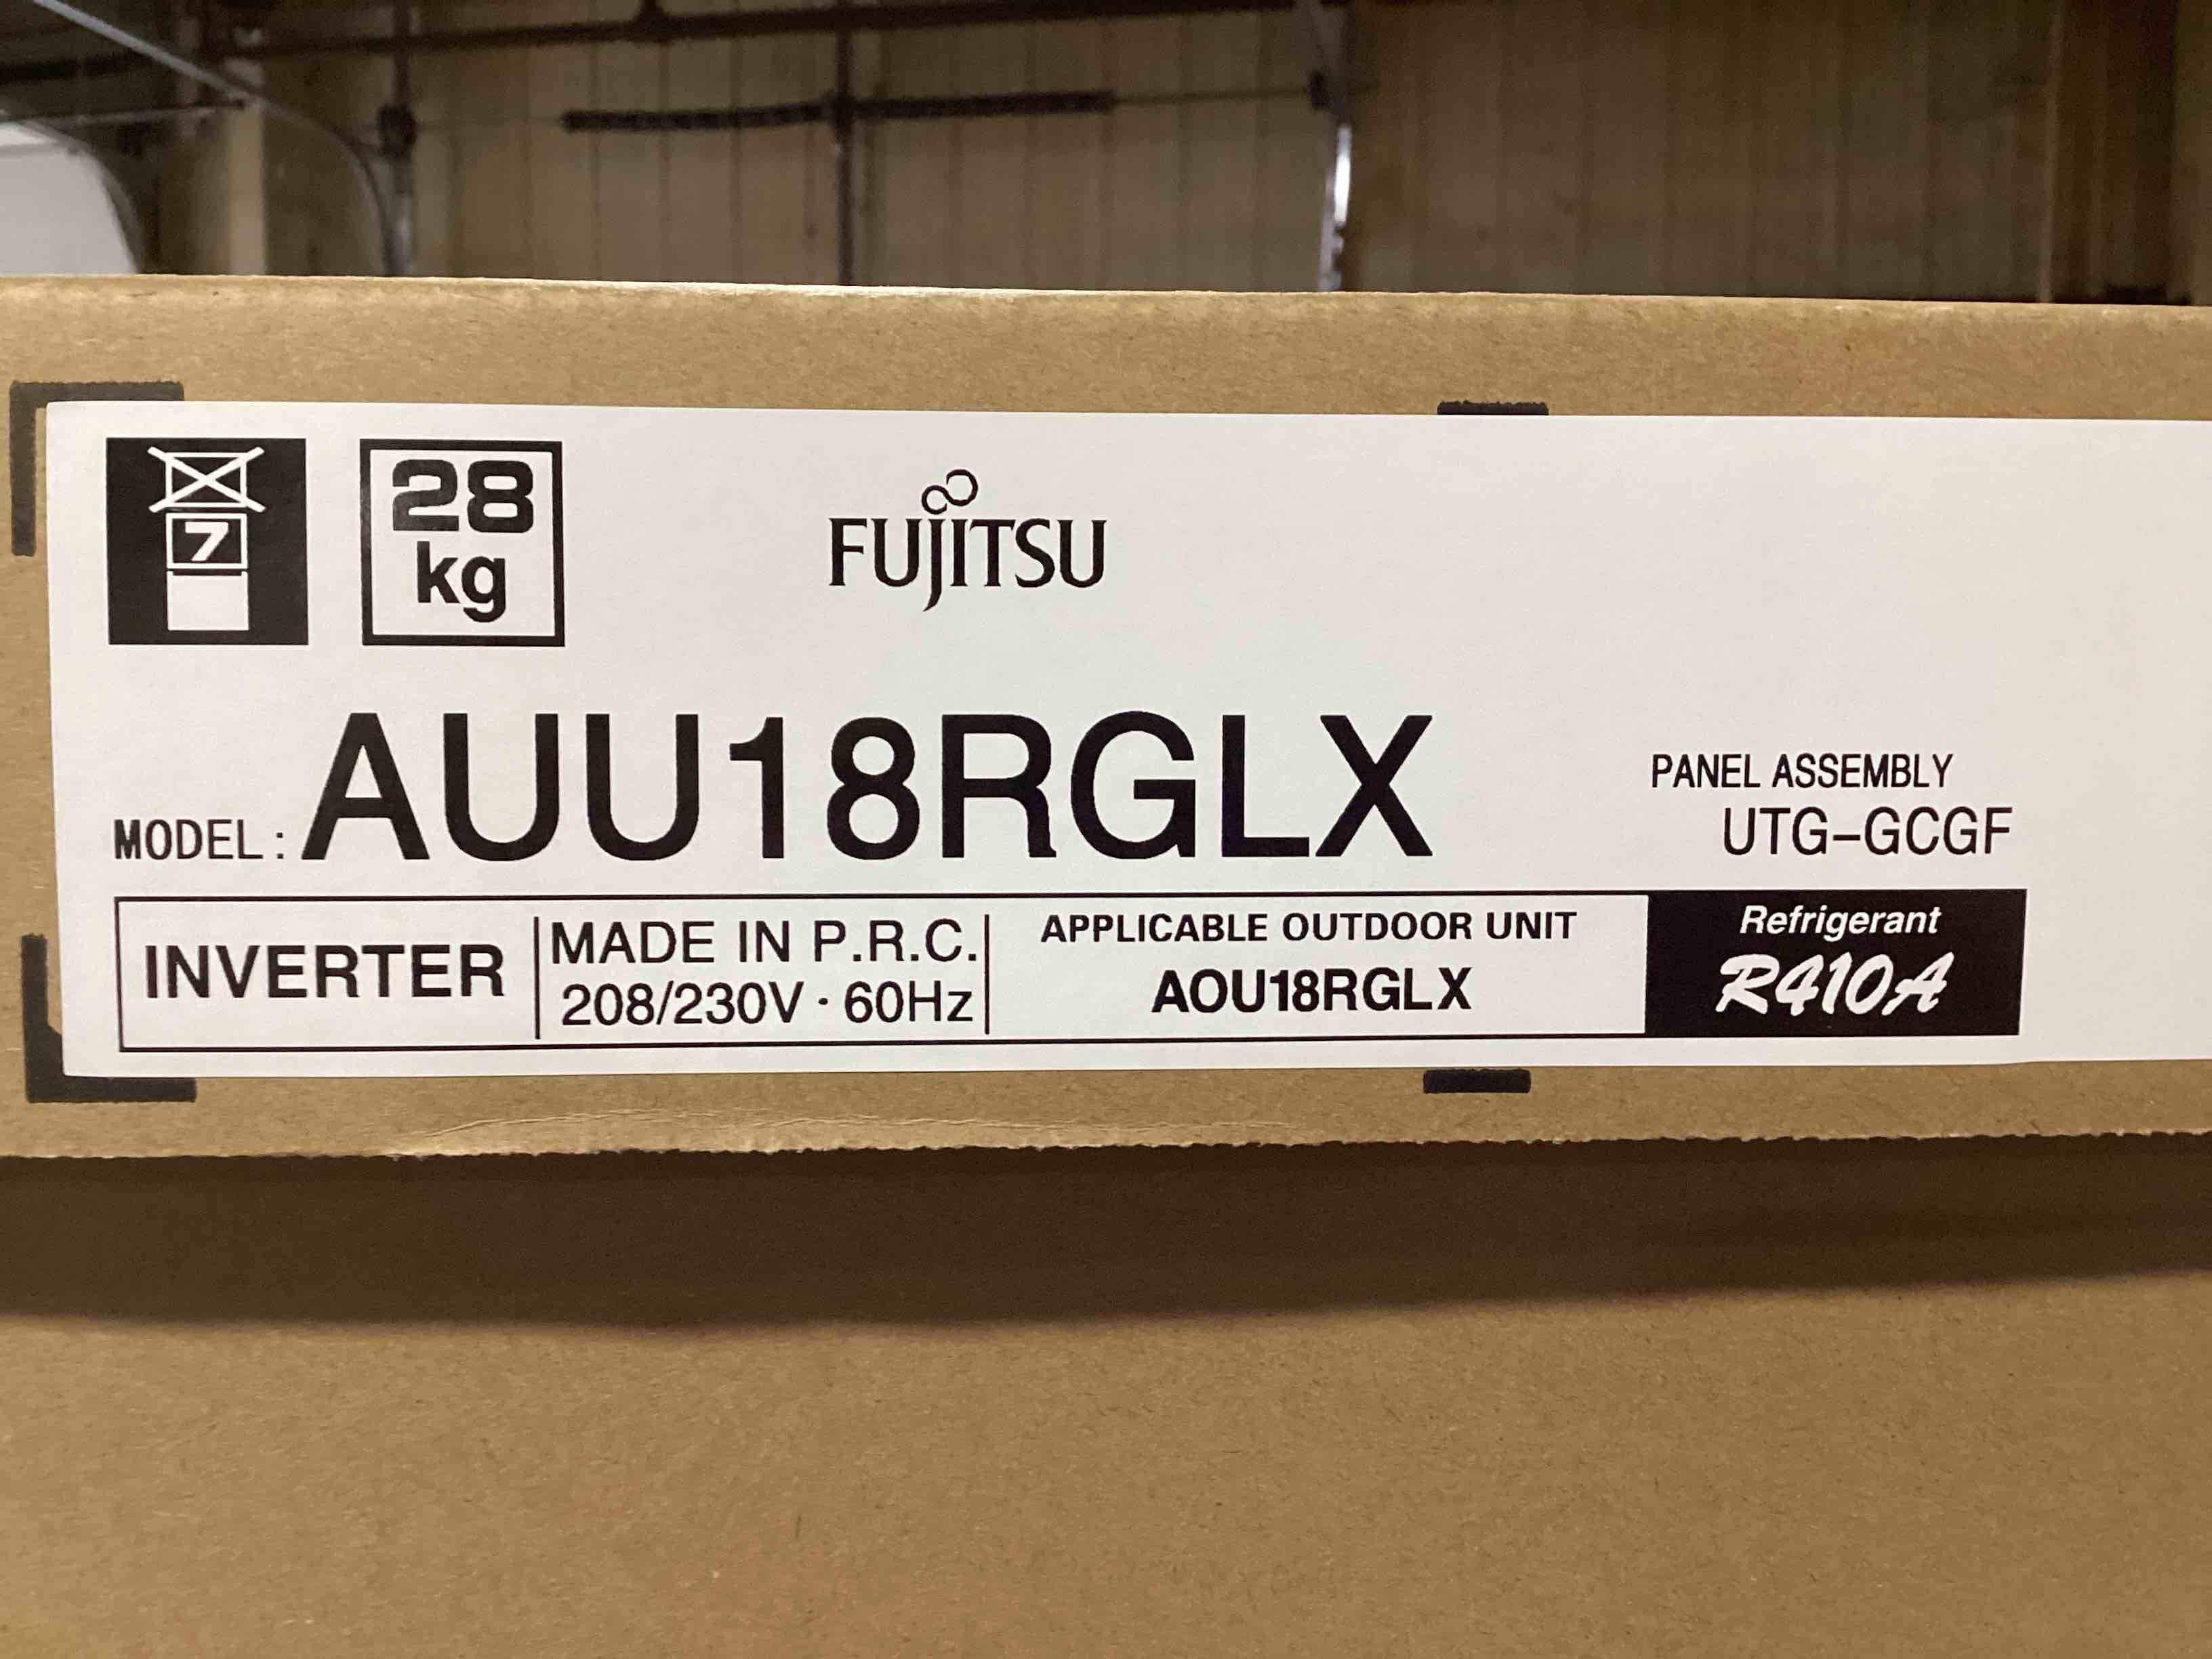 7
28
kg
FUJITSU
MODEL: AUU18RGLX
PANEL ASSEMBLY
UTG-GCGF
INVERTER
MADE IN P.R.C.
208/230V · 60Hz
APPLICABLE OUTDOOR UNIT
AOU18RGLX
Refrigerant
R410A